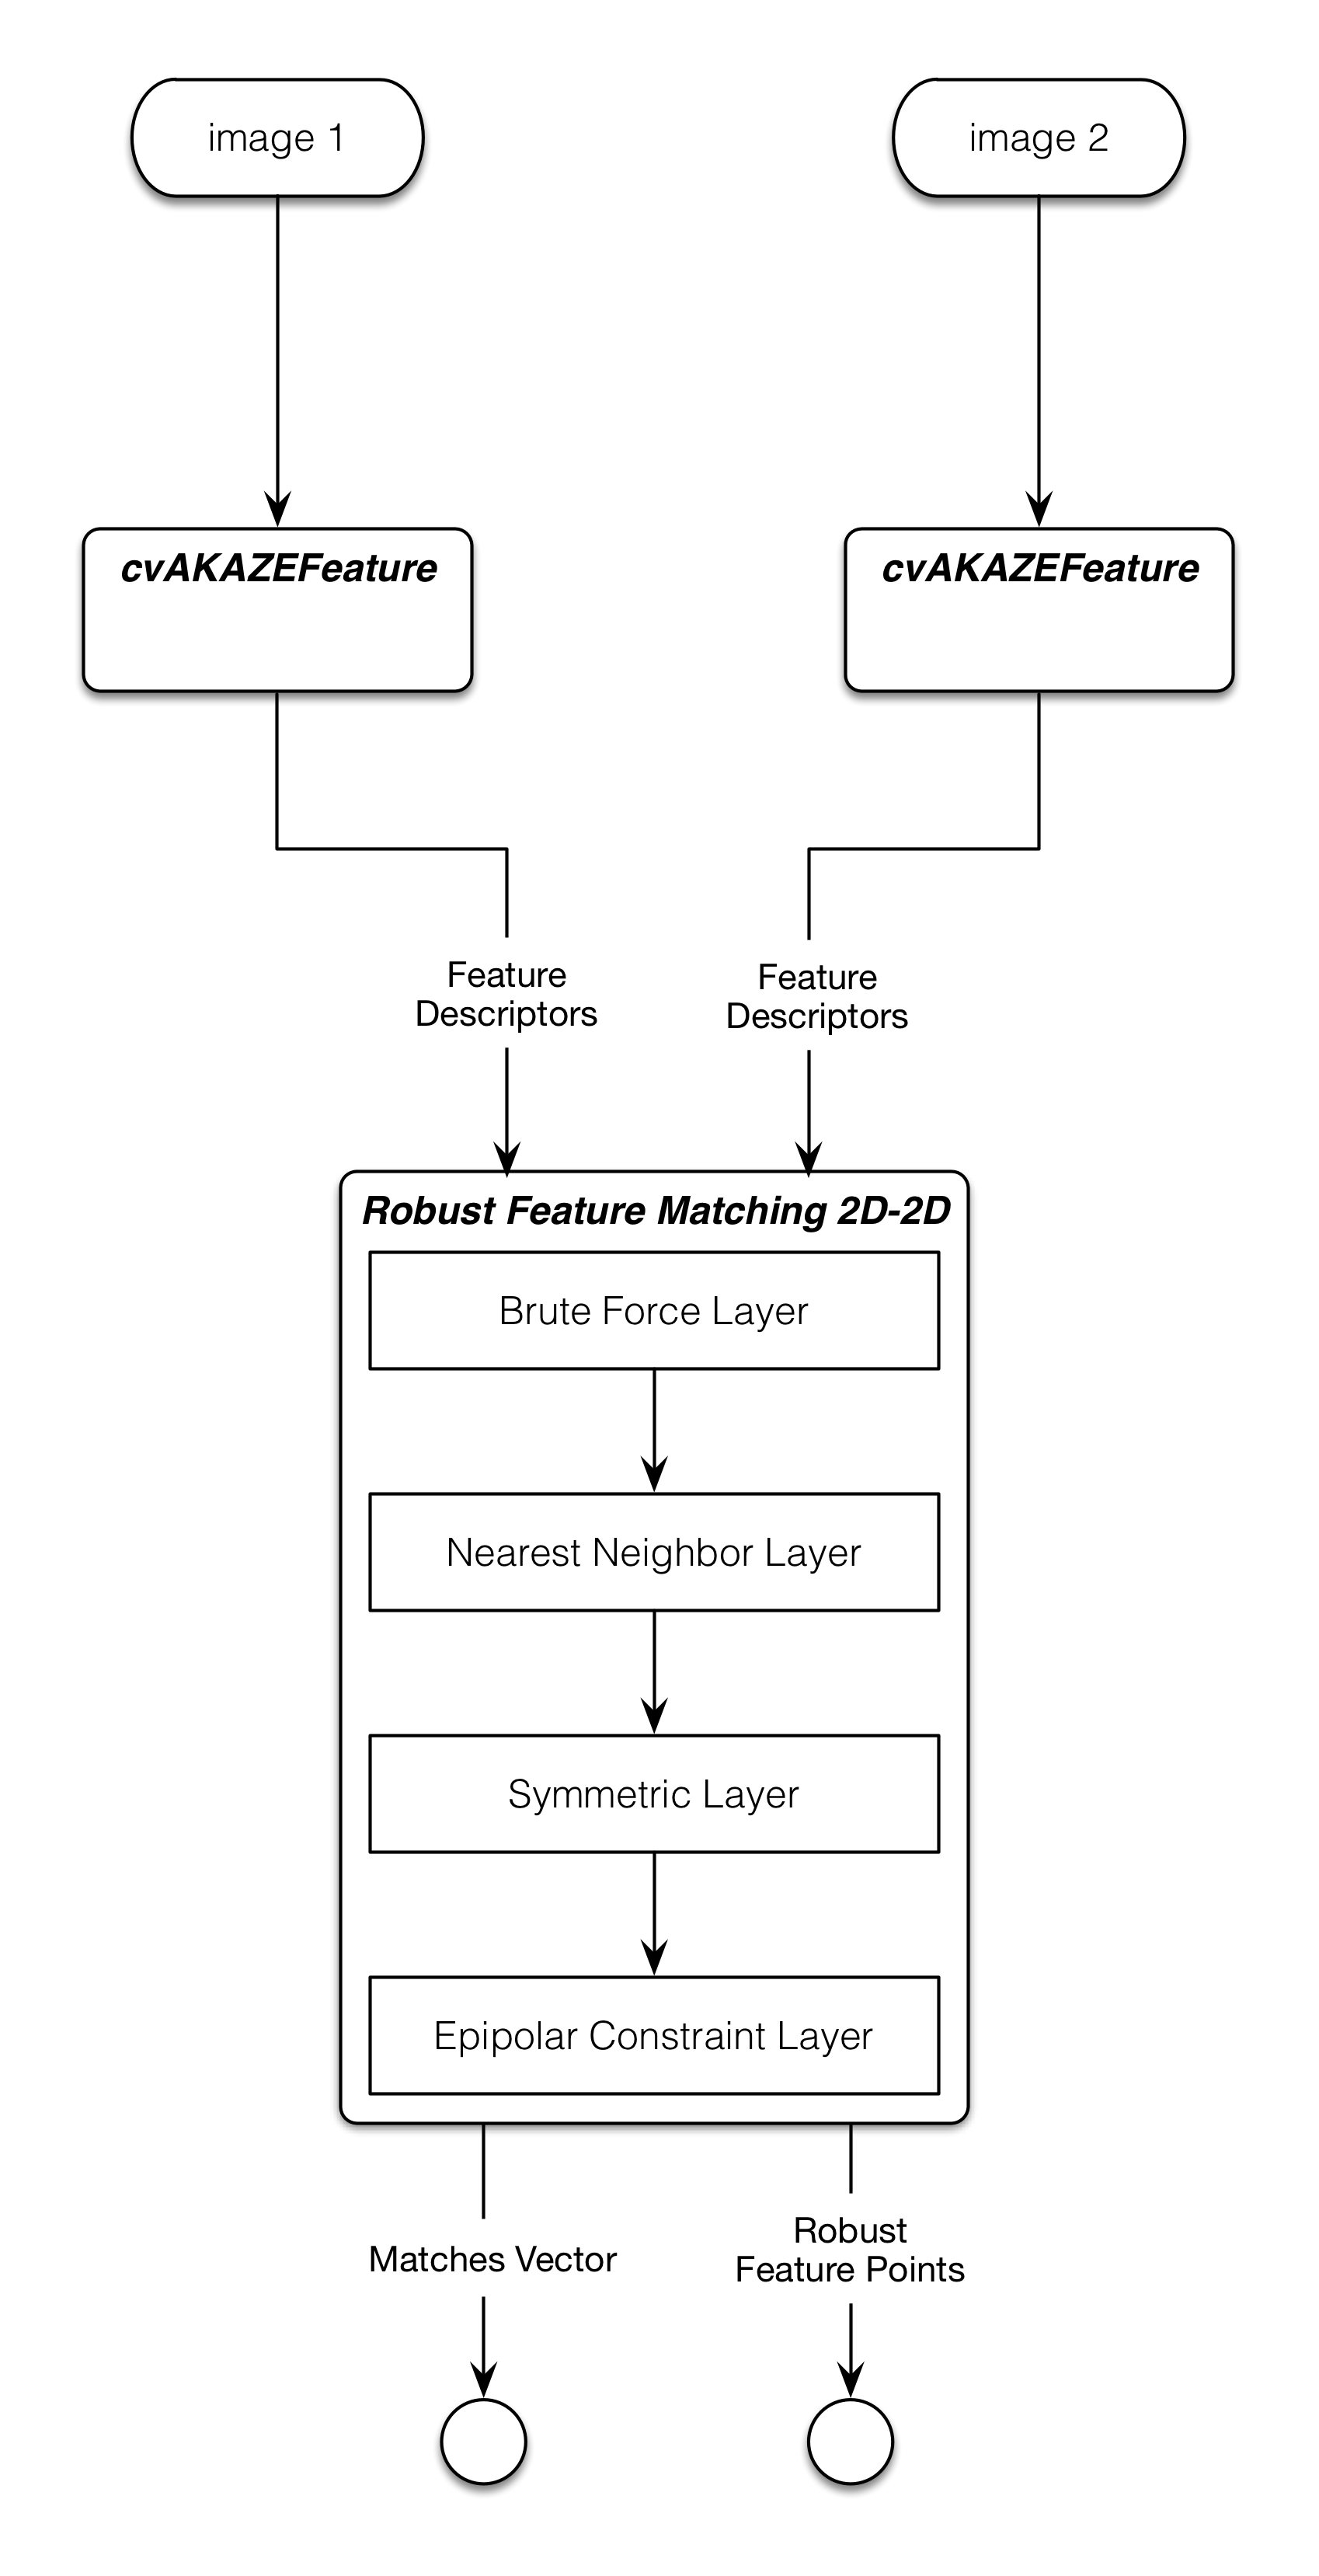 image 1
image 2
cvAKAZEFeature
cvAKAZEFeature
Feature
Descriptors
Feature
Descriptors
Robust Feature Matching 2D-2D
Brute Force Layer
Nearest Neighbor Layer
Symmetric Layer
Epipolar Constraint Layer
Matches Vector
Robust
Feature Points